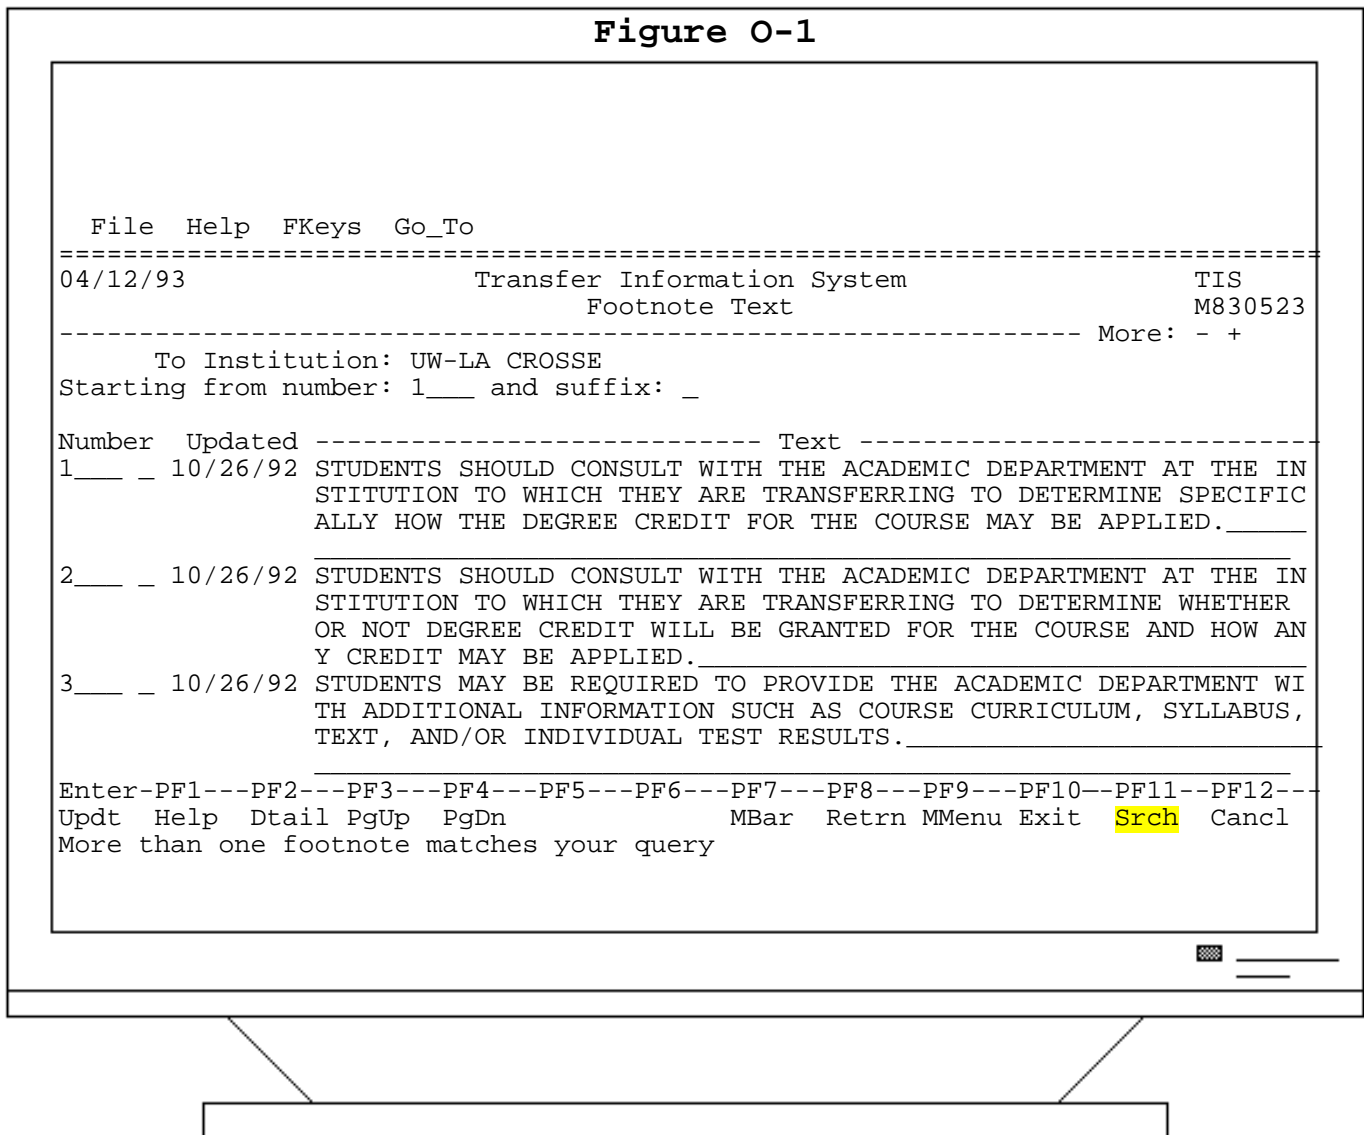 Figure O-1
File  Help  FKeys  Go_To
===============================================================================
04/12/93                  Transfer Information System                  TIS
Footnote Text                         M830523
---------------------------------------------------------------- More: - +
To Institution: UW-LA CROSSE
Starting from number: 1___ and suffix: _
Number  Updated ---------------------------- Text -----------------------------
1___ _ 10/26/92 STUDENTS SHOULD CONSULT WITH THE ACADEMIC DEPARTMENT AT THE IN
STITUTION TO WHICH THEY ARE TRANSFERRING TO DETERMINE SPECIFIC
ALLY HOW THE DEGREE CREDIT FOR THE COURSE MAY BE APPLIED._____
_____________________________________________________________
2___ _ 10/26/92 STUDENTS SHOULD CONSULT WITH THE ACADEMIC DEPARTMENT AT THE IN
STITUTION TO WHICH THEY ARE TRANSFERRING TO DETERMINE WHETHER
OR NOT DEGREE CREDIT WILL BE GRANTED FOR THE COURSE AND HOW AN
Y CREDIT MAY BE APPLIED.______________________________________
3___ _ 10/26/92 STUDENTS MAY BE REQUIRED TO PROVIDE THE ACADEMIC DEPARTMENT WI
TH ADDITIONAL INFORMATION SUCH AS COURSE CURRICULUM, SYLLABUS,
TEXT, AND/OR INDIVIDUAL TEST RESULTS.__________________________
_____________________________________________________________
Enter-PF1---PF2---PF3---PF4---PF5---PF6---PF7---PF8---PF9---PF10--PF11--PF12---
Updt  Help  Dtail PgUp  PgDn              MBar  Retrn MMenu Exit  Srch  Cancl
More than one footnote matches your query